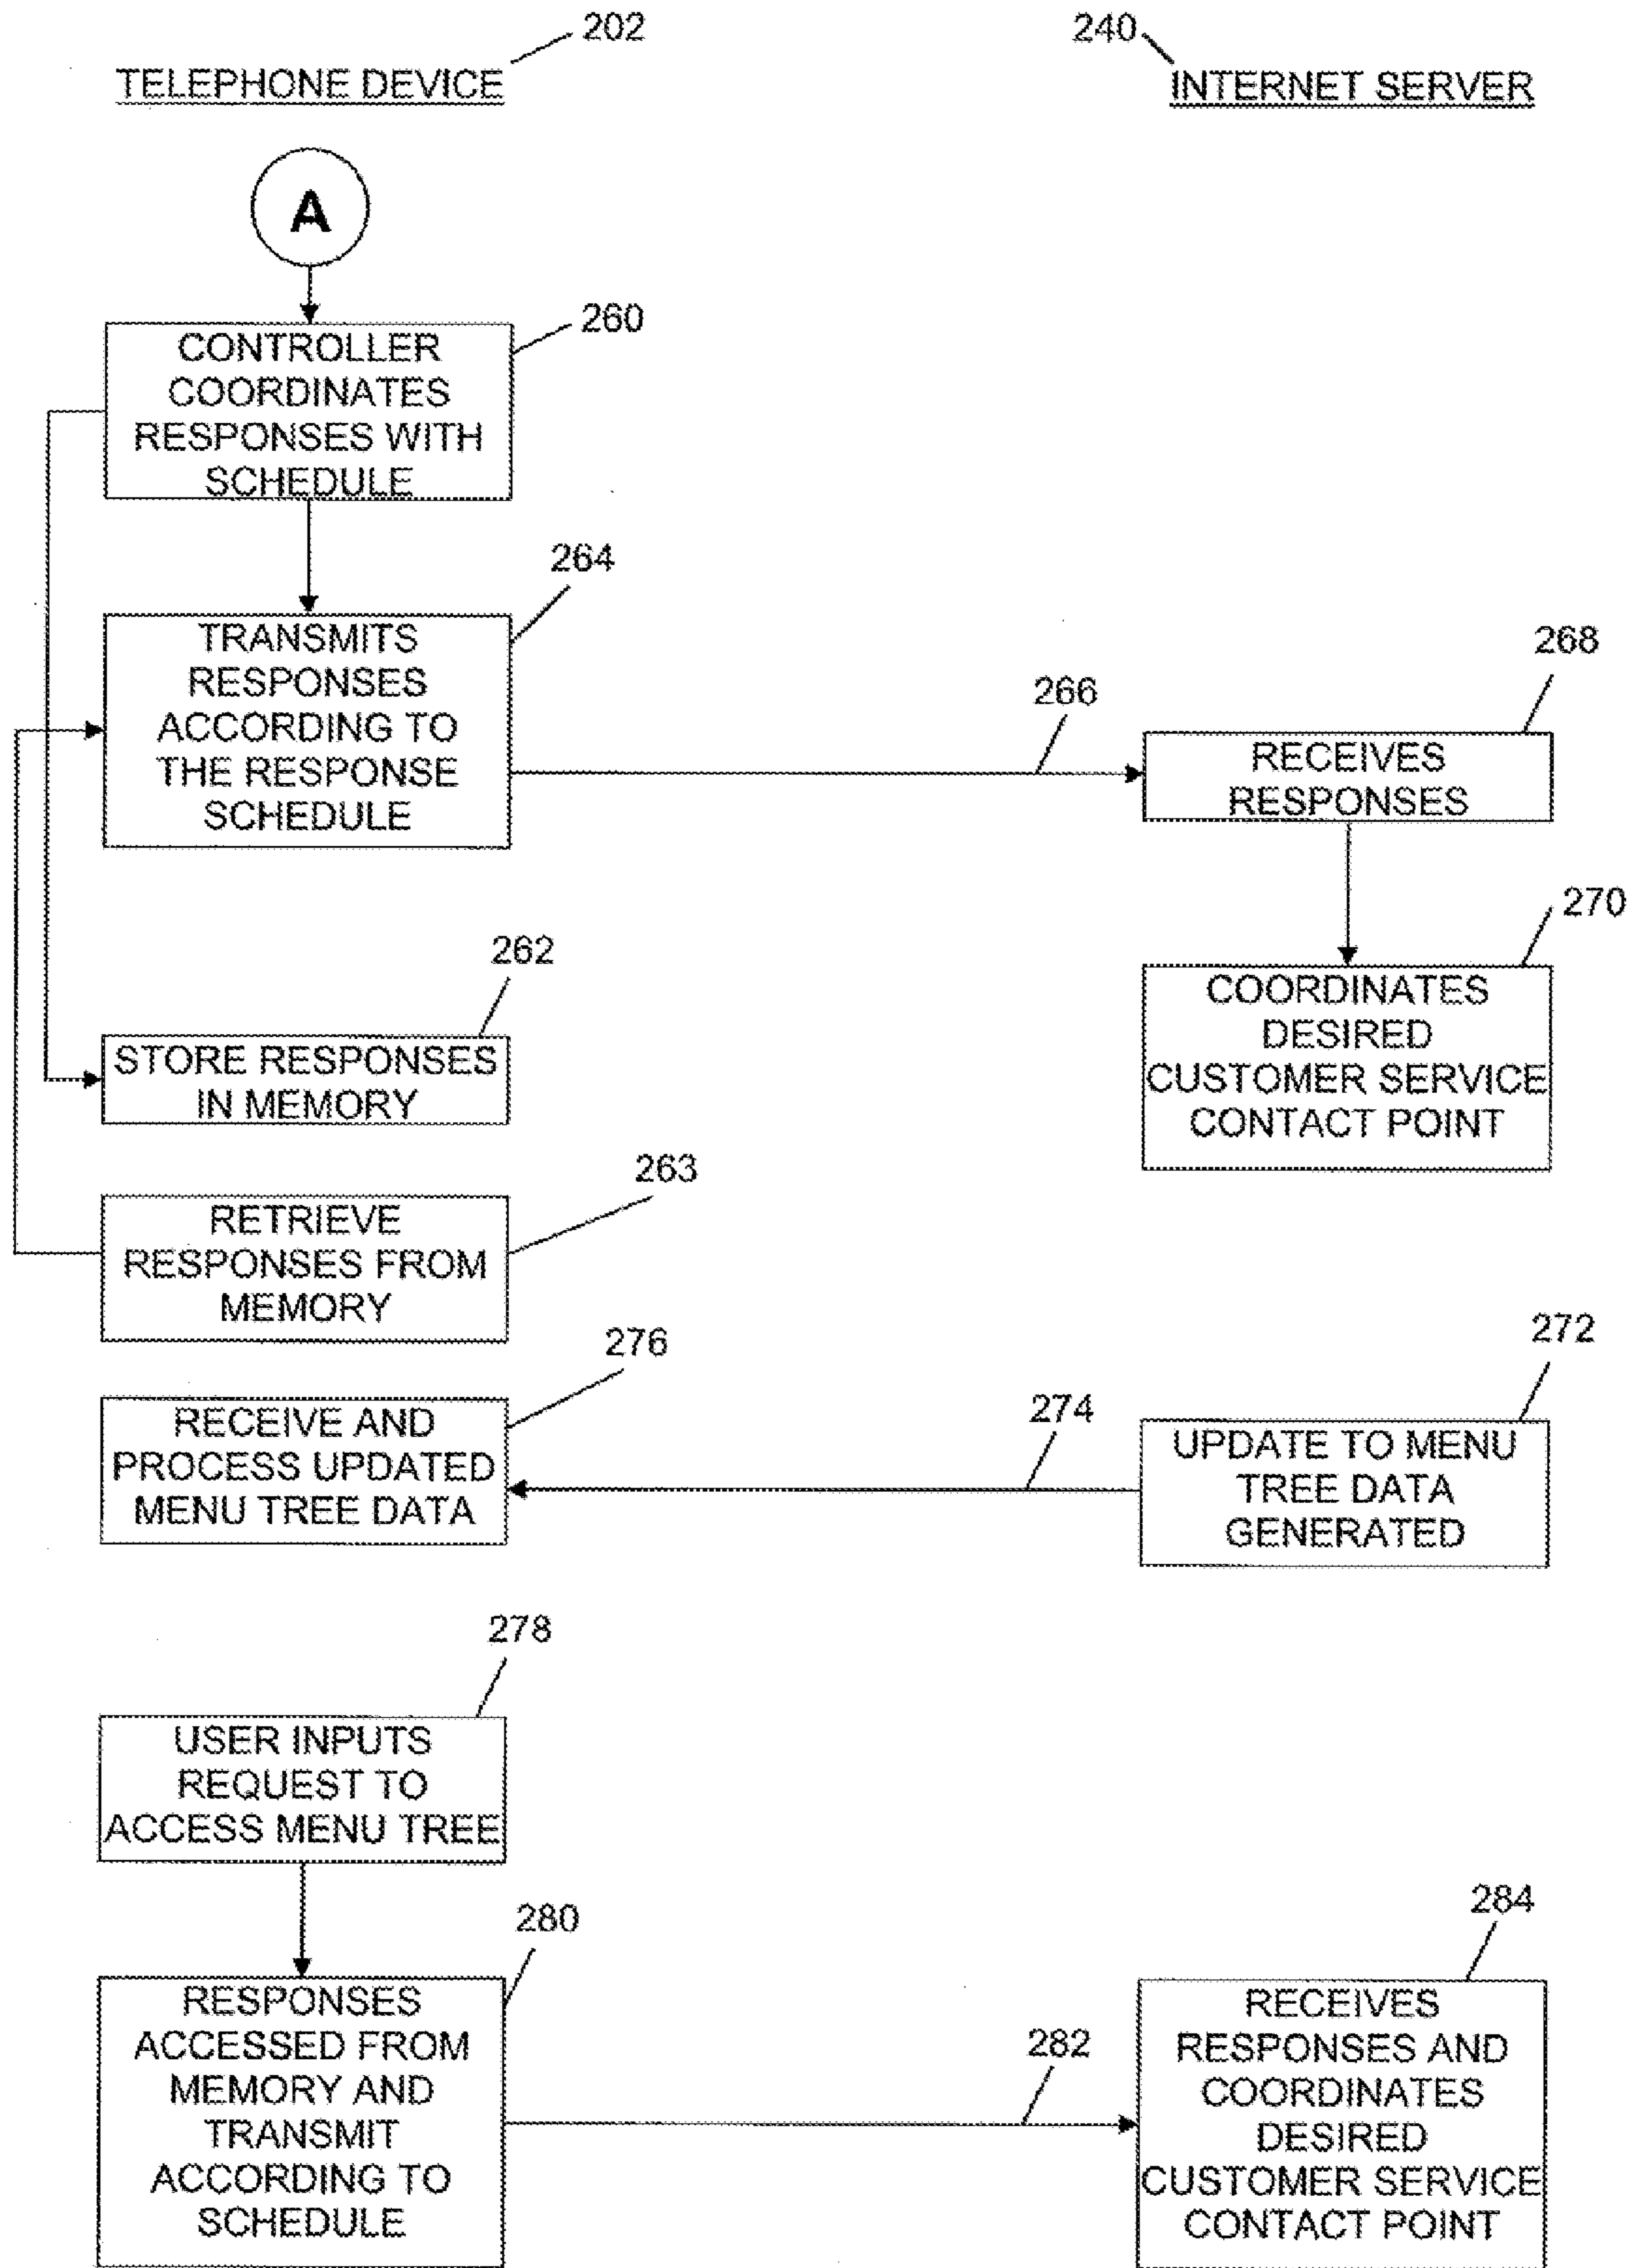 202
240
TELEPHONE DEVICE
INTERNET SERVER
A
260
CONTROLLER
COORDINATES
RESPONSES WITH
SCHEDULE
264
TRANSMITS
RESPONSES
ACCORDING TO
THE RESPONSE
SCHEDULE
266
268
RECEIVES
RESPONSES
270
COORDINATES
DESIRED
CUSTOMER SERVICE
CONTACT POINT
262
STORE RESPONSES
IN MEMORY
263
RETRIEVE
RESPONSES FROM
MEMORY
276
RECEIVE AND
PROCESS UPDATED
MENU TREE DATA
274
272
UPDATE TO MENU
TREE DATA
GENERATED
278
USER INPUTS
REQUEST TO
ACCESS MENU TREE
280
RESPONSES
ACCESSED FROM
MEMORY AND
TRANSMIT
ACCORDING TO
SCHEDULE
282
284
RECEIVES
RESPONSES AND
COORDINATES
DESIRED
CUSTOMER SERVICE
CONTACT POINT